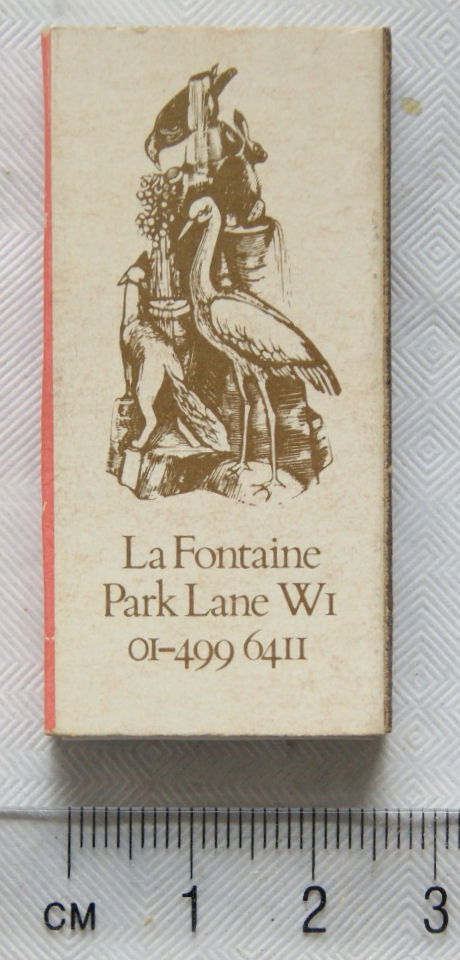 La Fontaine
Park Lane W1
01-499 6411
CM 1 2 3